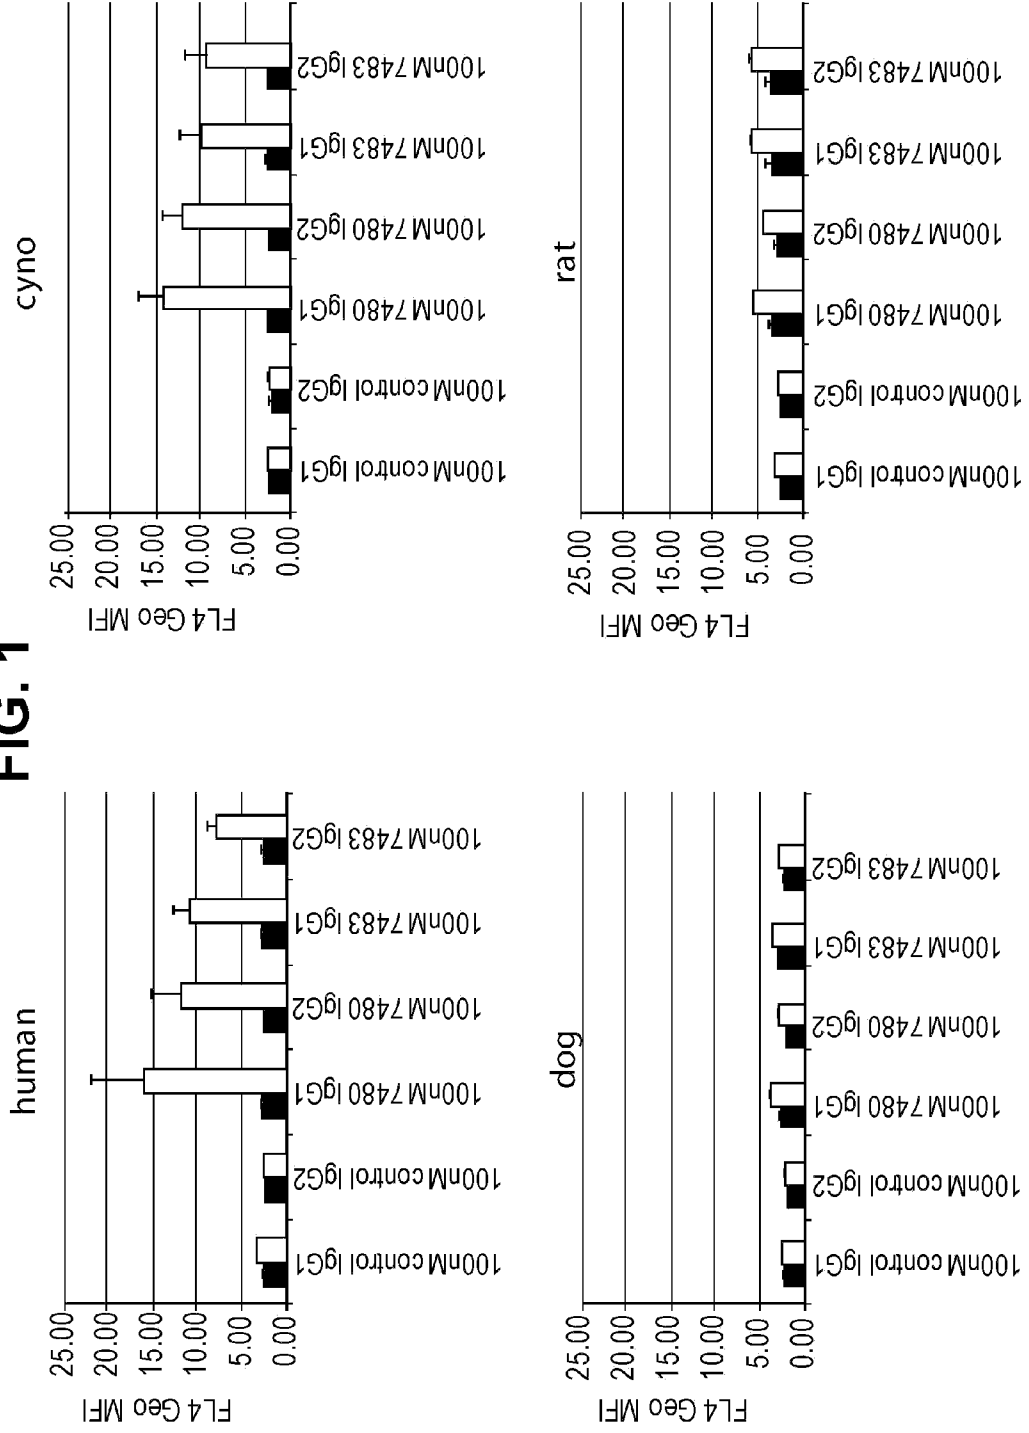 FIG. 1
human
25.00
20.00
15.00
10.00
5.00
0.00
FL4 Geo MFI
100nM control IgG1
100nM control IgG2
100nM 7480 IgG1
100nM 7480 IgG2
100nM 7483 IgG1
100nM 7483 IgG2
cyno
25.00
20.00
15.00
10.00
5.00
0.00
FL4 Geo MFI
100nM control IgG1
100nM control IgG2
100nM 7480 IgG1
100nM 7480 IgG2
100nM 7483 IgG1
100nM 7483 IgG2
dog
25.00
20.00
15.00
10.00
5.00
0.00
FL4 Geo MFI
100nM control IgG1
100nM control IgG2
100nM 7480 IgG1
100nM 7480 IgG2
100nM 7483 IgG1
100nM 7483 IgG2
rat
25.00
20.00
15.00
10.00
5.00
0.00
FL4 Geo MFI
100nM control IgG1
100nM control IgG2
100nM 7480 IgG1
100nM 7480 IgG2
100nM 7483 IgG1
100nM 7483 IgG2